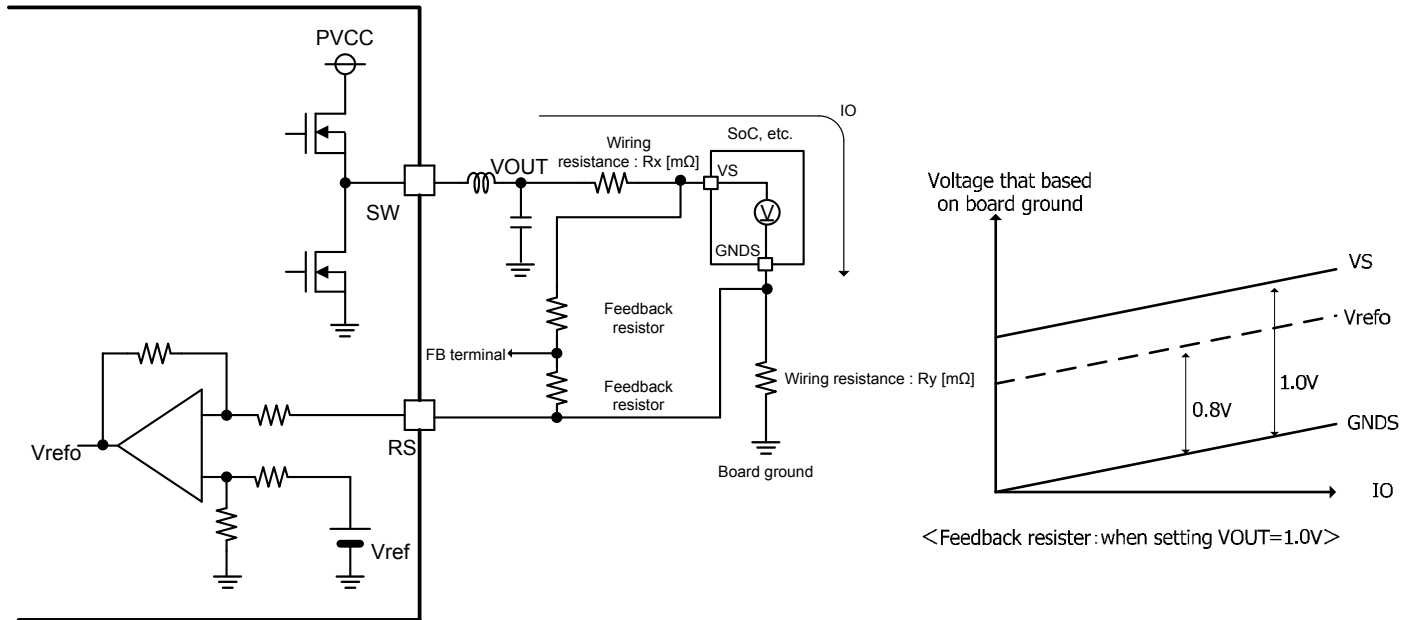 PVCC
IO
SoC, etc.
Wiring
resistance : Rx [mΩ]
VOUT
VS
V
SW
GNDS
Feedback
resistor
FB terminal
Feedback
resistor
Wiring resistance : Ry [mΩ]
Vrefo
RS
Board ground
Vref
Voltage that based
on board ground
VS
Vrefo
1.0V
0.8V
GNDS
IO
<Feedback resister:when setting VOUT=1.0V>